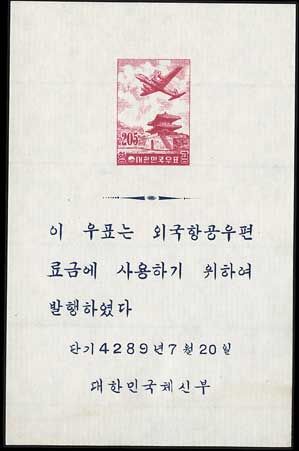 205
대한민국우표
이 우표는 외국항공우편
료금에 사용하기 위하여
발행하였다
단기 4289년 7월 20일
대한민국체신부